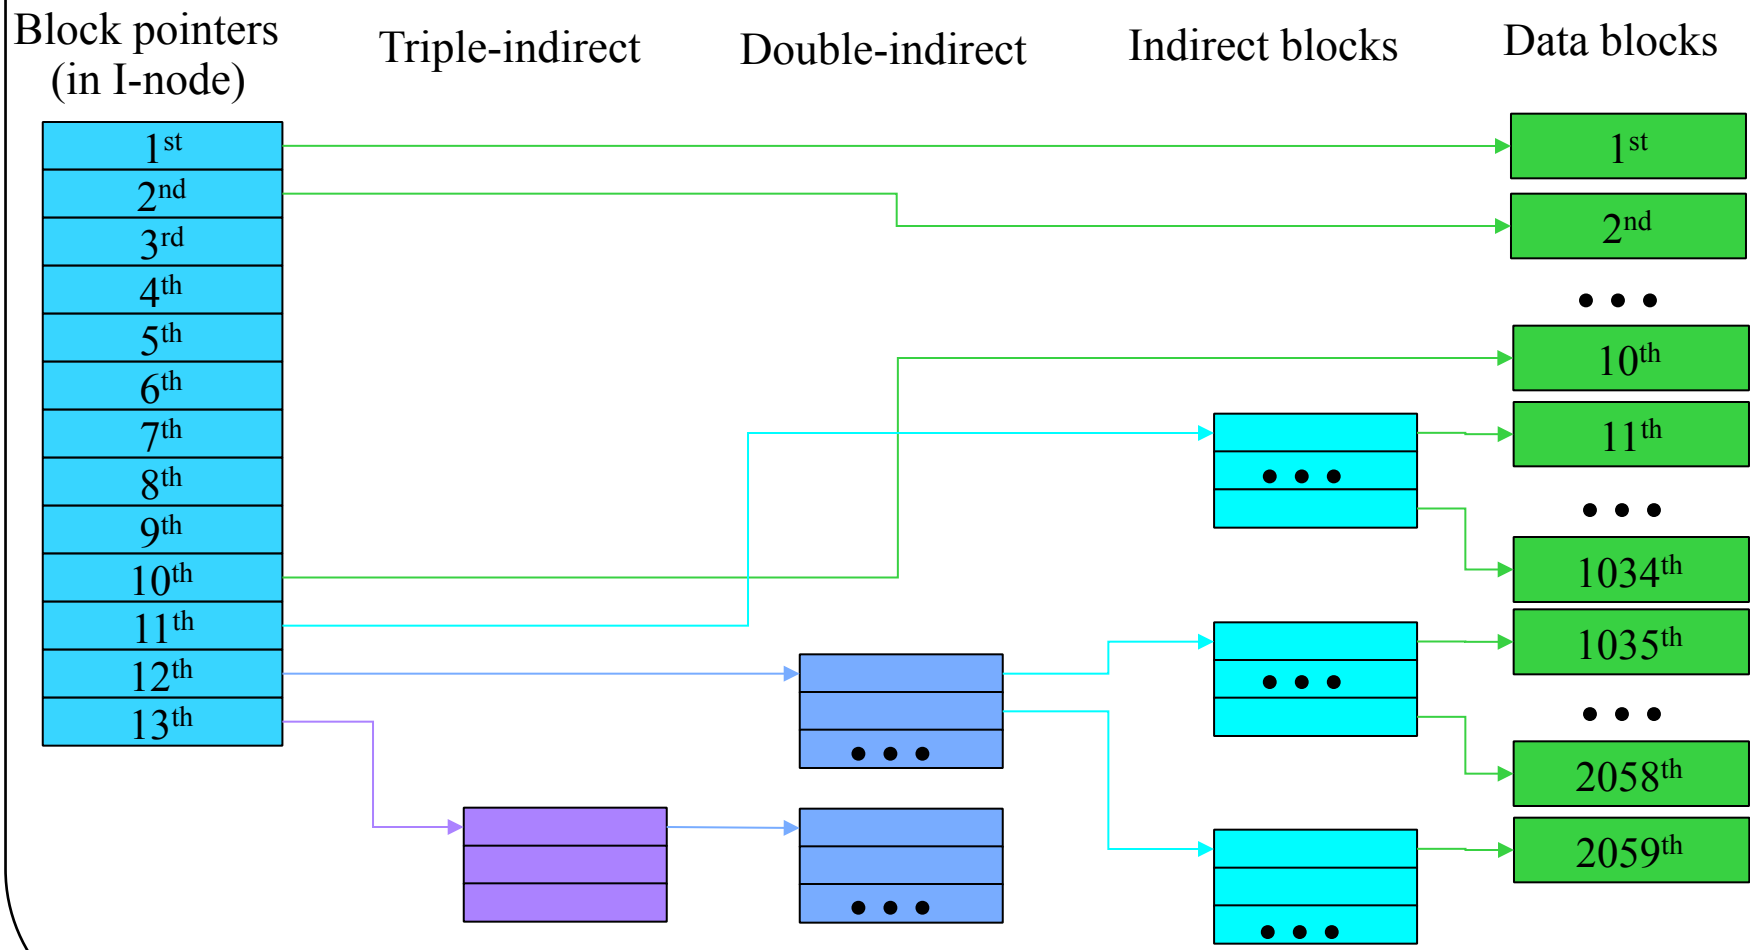 Block pointers
(in I-node)
Triple-indirect
Double-indirect
Indirect blocks
Data blocks
1st
2nd
3rd
4th
5th
6th
7th
8th
9th
10th
11th
12th
13th
1st
2nd
10th
11th
1034th
1035th
2058th
2059th